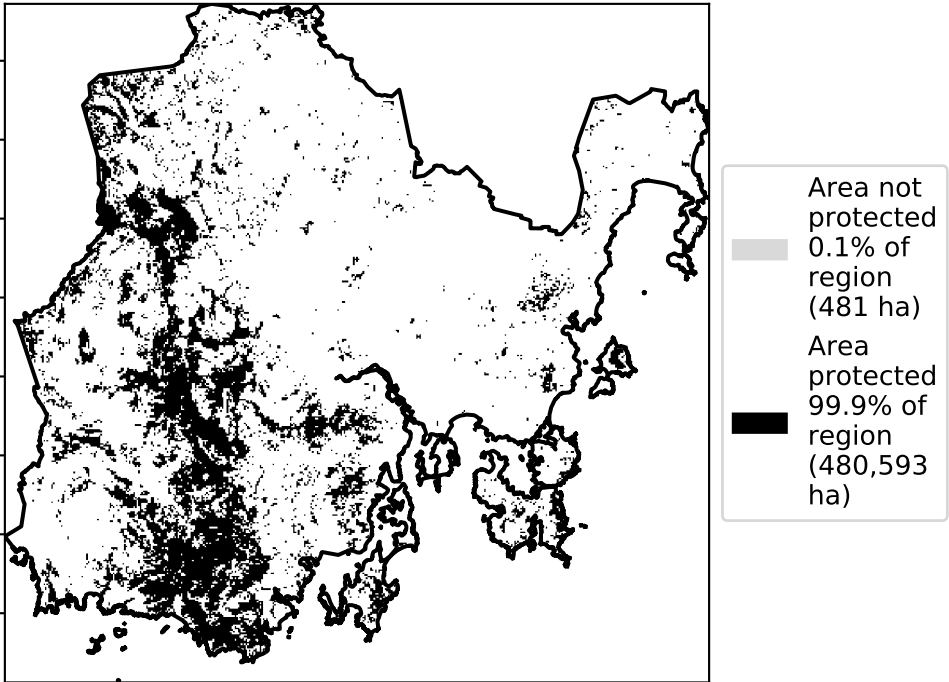 Area not
protected
0.1% of
region
(481 ha)
Area
protected
99.9% of
region
(480,593
ha)